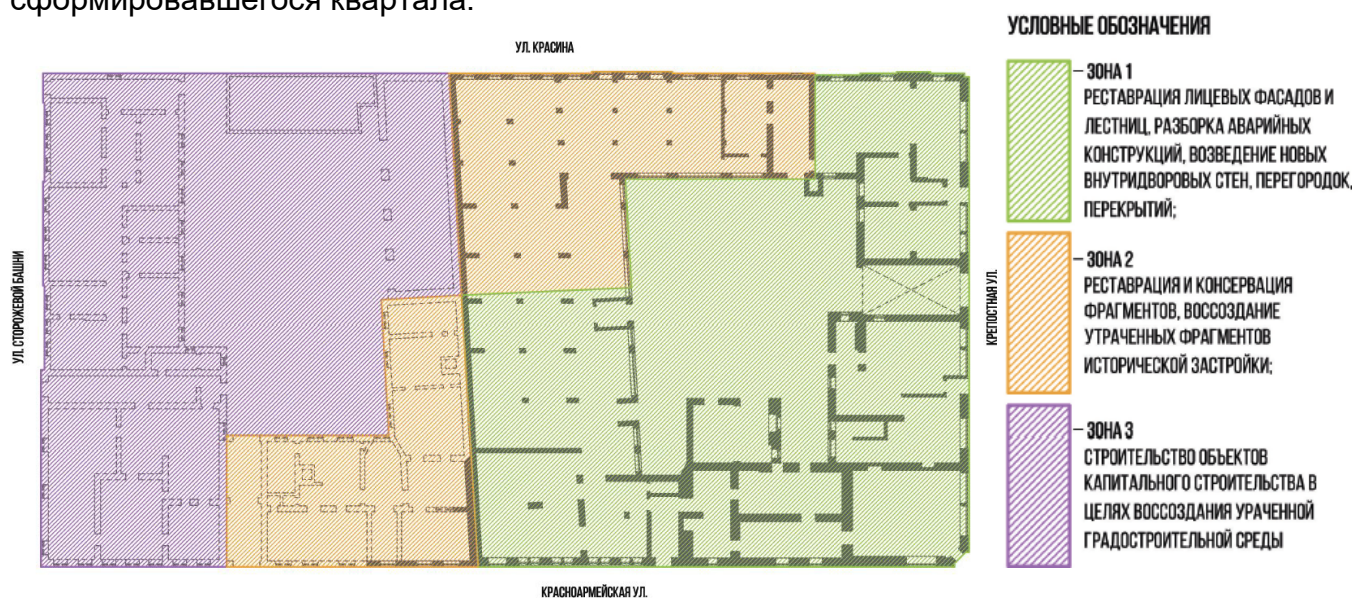 сформировавшегося квартала.
УСЛОВНЫЕ ОБОЗНАЧЕНИЯ
УЛ. КРАСИНА
УЛ. СТОРОЖЕВОЙ БАШНИ
КРЕПОСТНАЯ УЛ.
КРАСНОАРМЕЙСКАЯ УЛ.
– ЗОНА 1
РЕСТАВРАЦИЯ ЛИЦЕВЫХ ФАСАДОВ И
ЛЕСТНИЦ, РАЗБОРКА АВАРИЙНЫХ
КОНСТРУКЦИЙ, ВОЗВЕДЕНИЕ НОВЫХ
ВНУТРИДВОРОВЫХ СТЕН, ПЕРЕГОРОДОК,
ПЕРЕКРЫТИЙ;
– ЗОНА 2
РЕСТАВРАЦИЯ И КОНСЕРВАЦИЯ
ФРАГМЕНТОВ, ВОССОЗДАНИЕ
УТРАЧЕННЫХ ФРАГМЕНТОВ
ИСТОРИЧЕСКОЙ ЗАСТРОЙКИ;
– ЗОНА 3
СТРОИТЕЛЬСТВО ОБЪЕКТОВ
КАПИТАЛЬНОГО СТРОИТЕЛЬСТВА В
ЦЕЛЯХ ВОССОЗДАНИЯ УРАЧЕННОЙ
ГРАДОСТРОИТЕЛЬНОЙ СРЕДЫ